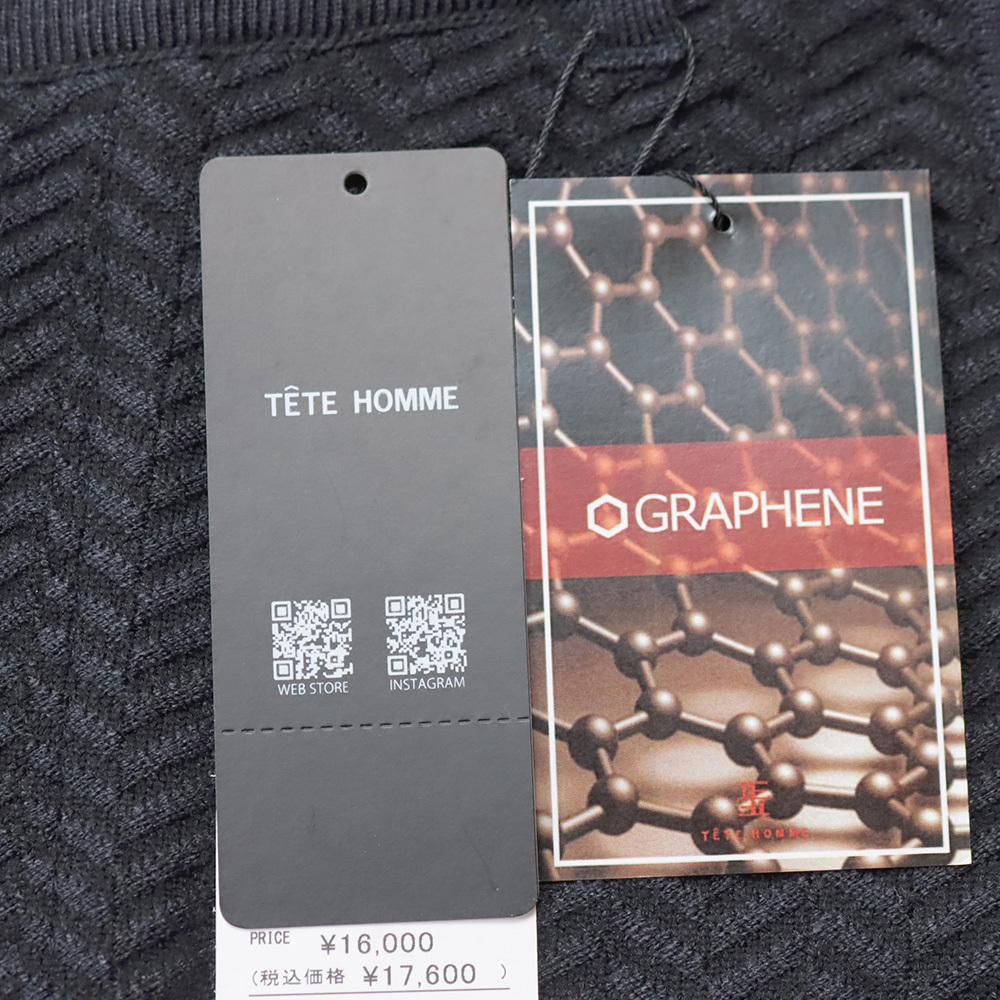 TÊTE HOMME
WEB STORE
INSTAGRAM
PRICE ¥16,000
(税込価格 ¥17,600 )
GRAPHENE
TÊTE HOMME